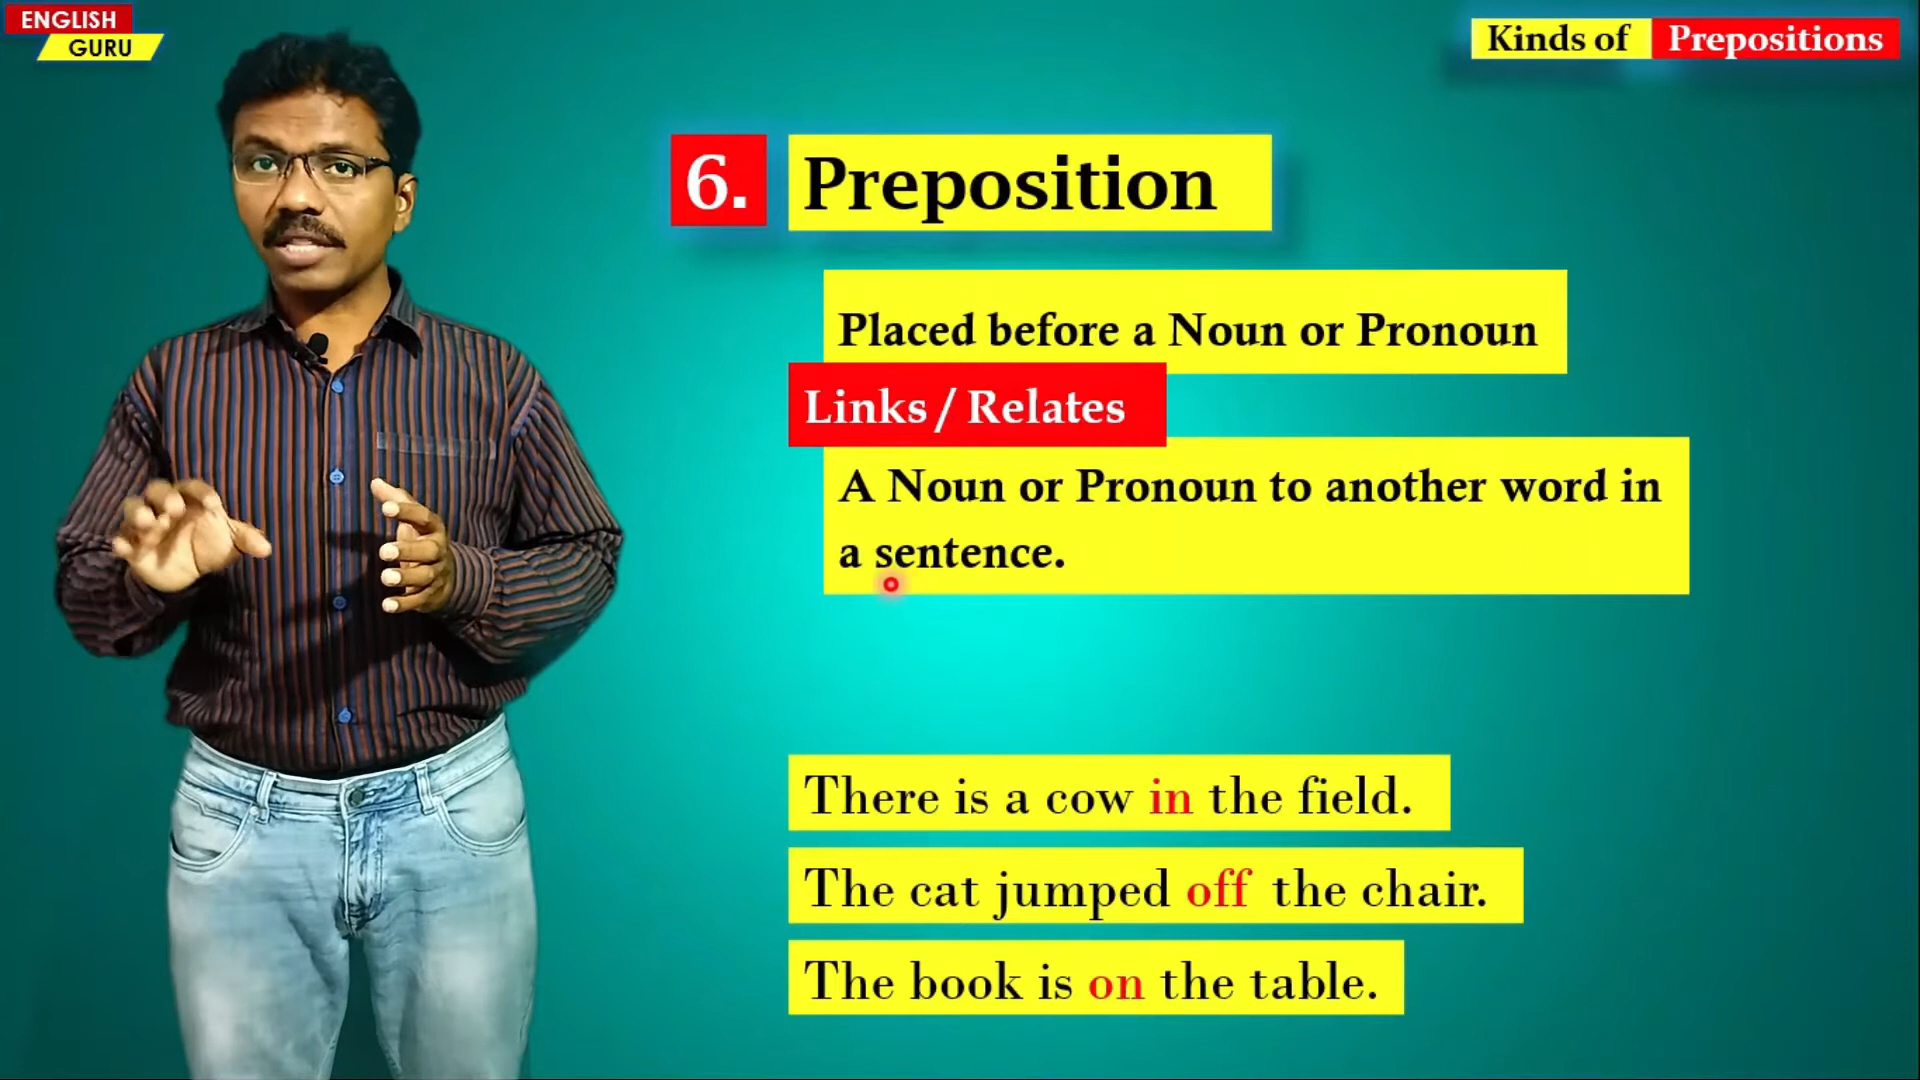 ENGLISH
GURU
Kinds of Prepositions
6. Preposition
Placed before a Noun or Pronoun
Links / Relates
A Noun or Pronoun to another word in
a sentence.
There is a cow in the field.
The cat jumped off the chair.
The book is on the table.